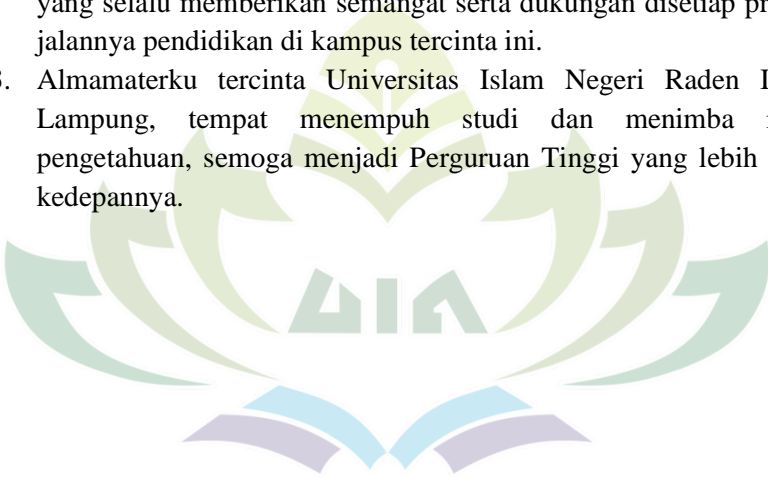 yang selalu memberikan semangat serta dukungan disetiap
jalannya pendidikan di kampus tercinta ini.
Almamaterku tercinta Universitas Islam Negeri Raden
Lampung, tempat menempuh studi dan menimba
pengetahuan, semoga menjadi Perguruan Tinggi yang lebih
kedepannya.
UIN